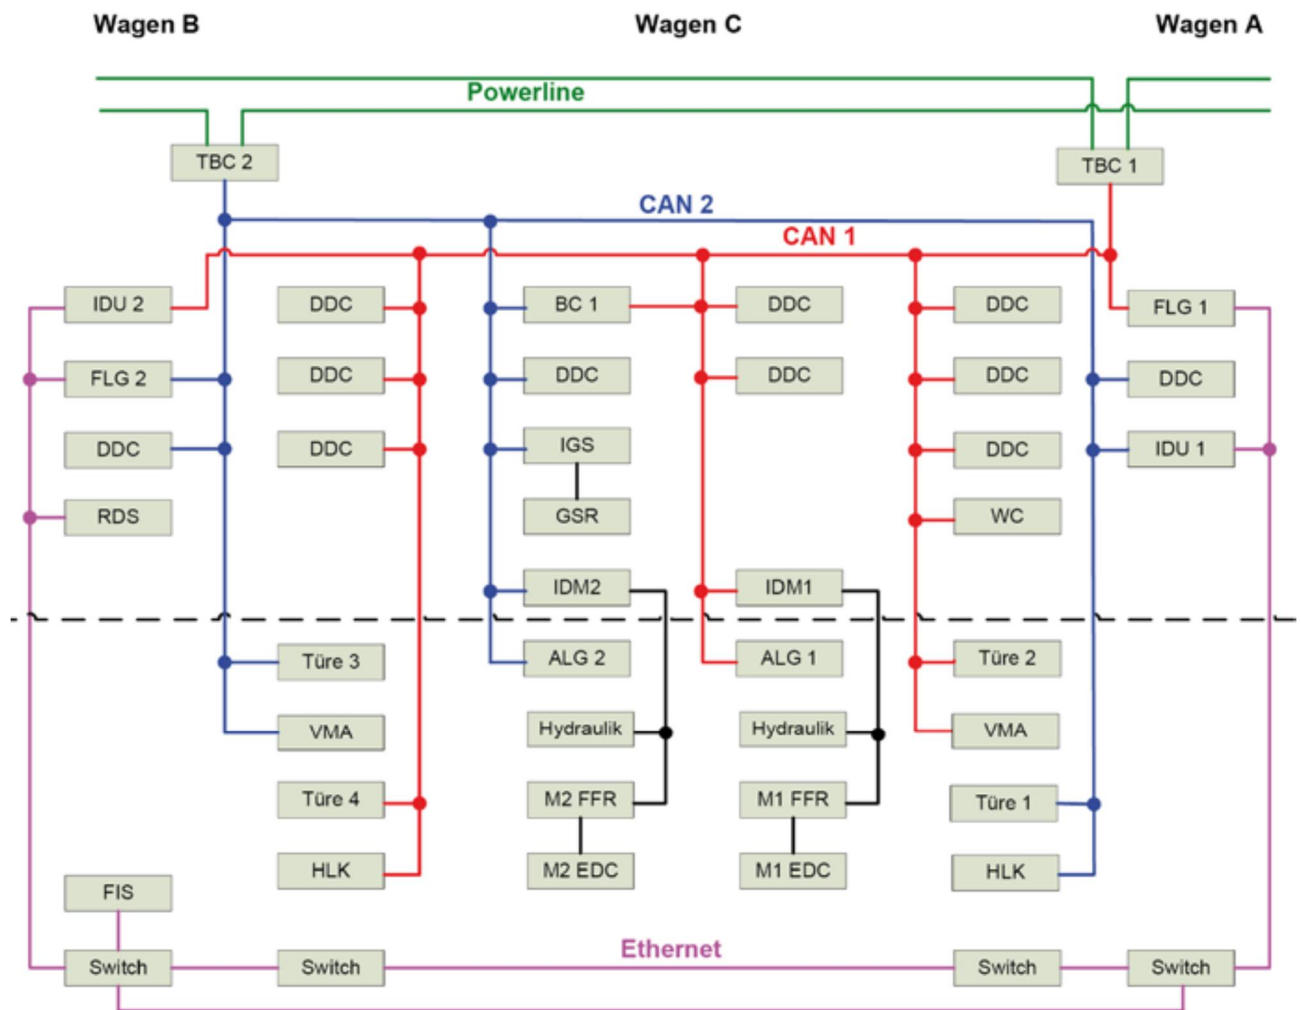 Wagen B Wagen C Wagen A
Powerline
TBC 2 TBC 1
CAN 2
CAN 1
IDU 2 DDC BC 1 DDC DDC FLG 1
FLG 2 DDC DDC DDC DDC DDC
DDC DDC IGS DDC IDU 1
RDS GSR WC
IDM2 IDM1
Türe 3 ALG 2 ALG 1 Türe 2
VMA Hydraulik Hydraulik VMA
Türe 4 M2 FFR M1 FFR Türe 1
HLK M2 EDC M1 EDC HLK
FIS
Ethernet
Switch Switch Switch Switch